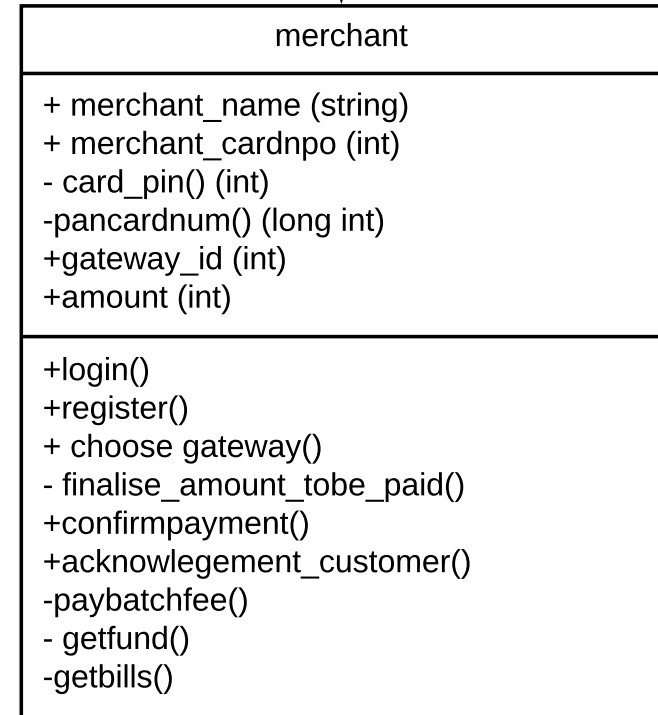 merchant
+ merchant_name (string)
+ merchant_cardnpo (int)
- card_pin() (int)
-pancardnum() (long int)
+gateway_id (int)
+amount (int)
+login()
+register()
+ choose gateway()
- finalise_amount_tobe_paid()
+confirmpayment()
+acknowlegement_customer()
-paybatchfee()
- getfund()
-getbills()